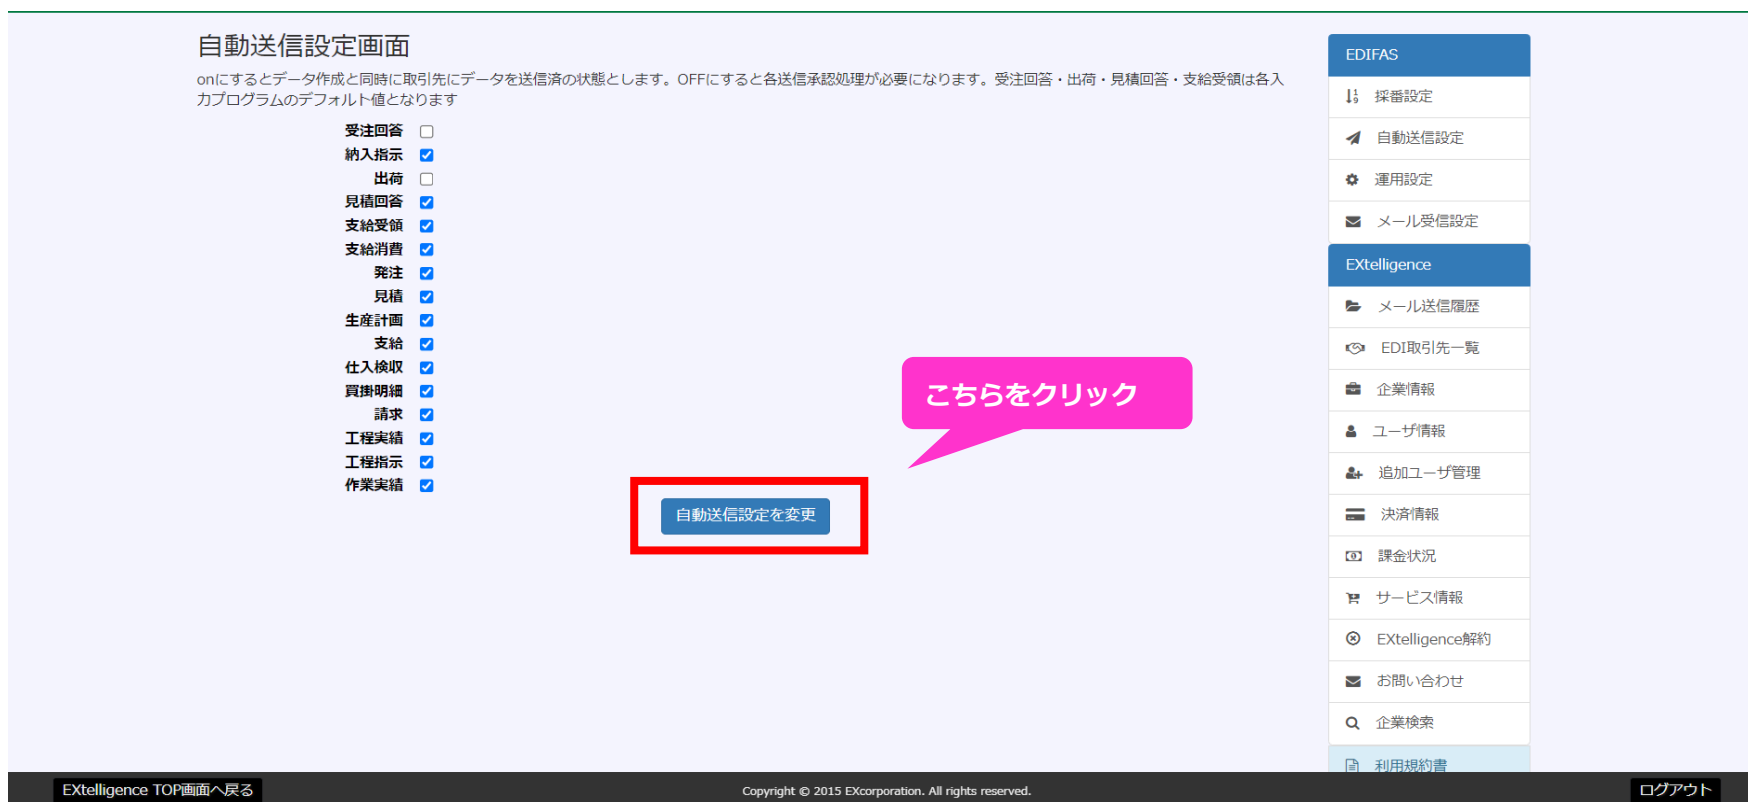 自動送信設定画面
onにするとデータ作成と同時に取引先にデータを送信済の状態とします。OFFにすると各送信承認処理が必要になります。受注回答・出荷・見積回答・支給受領は各入
力プログラムのデフォルト値となります
受注回答
納入指示
出荷
見積回答
支給受領
支給消費
発注
見積
生産計画
支給
仕入検収
買掛明細
請求
工程実績
工程指示
作業実績
こちらをクリック
自動送信設定を変更
EDIFAS
採番設定
自動送信設定
運用設定
メール受信設定
EXtelligence
メール送信履歴
EDI取引先一覧
企業情報
ユーザ情報
追加ユーザ管理
決済情報
課金状況
サービス情報
EXtelligence解約
お問い合わせ
企業検索
利用規約書
EXtelligence TOP画面へ戻る
Copyright © 2015 EXcorporation. All rights reserved.
ログアウト